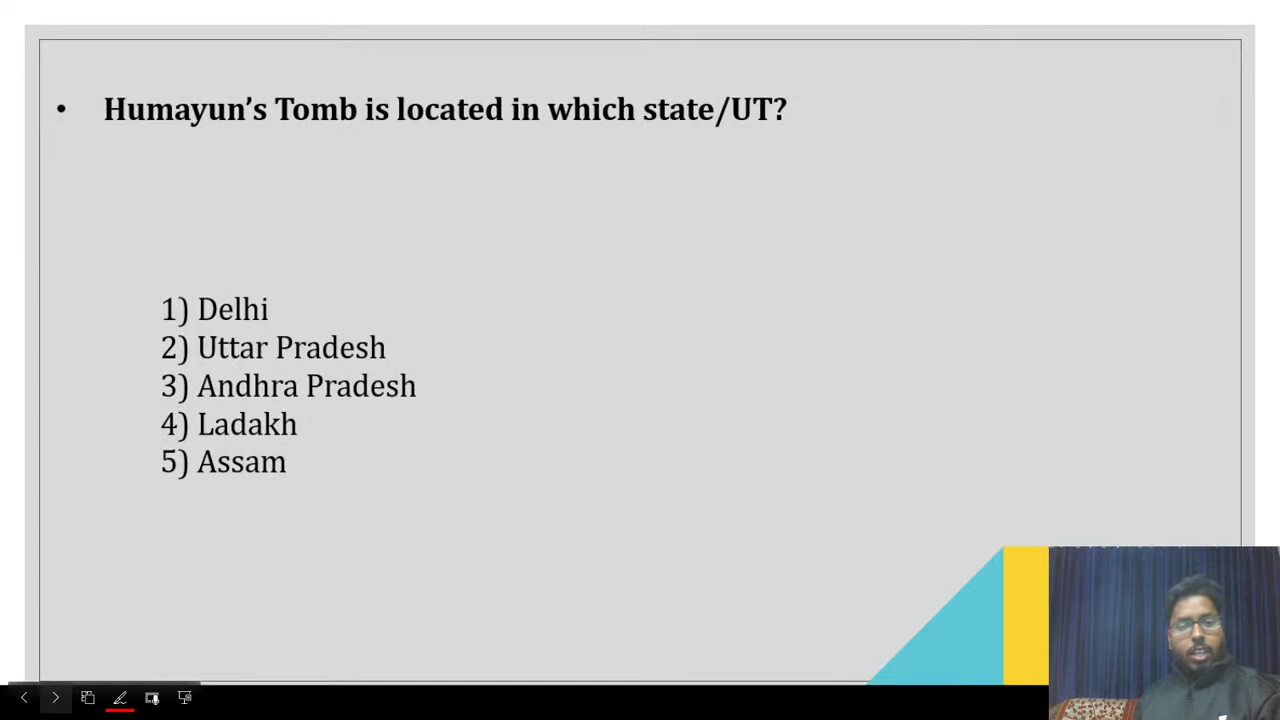 • Humayun’s Tomb is located in which state/UT?
1) Delhi
2) Uttar Pradesh
3) Andhra Pradesh
4) Ladakh
5) Assam